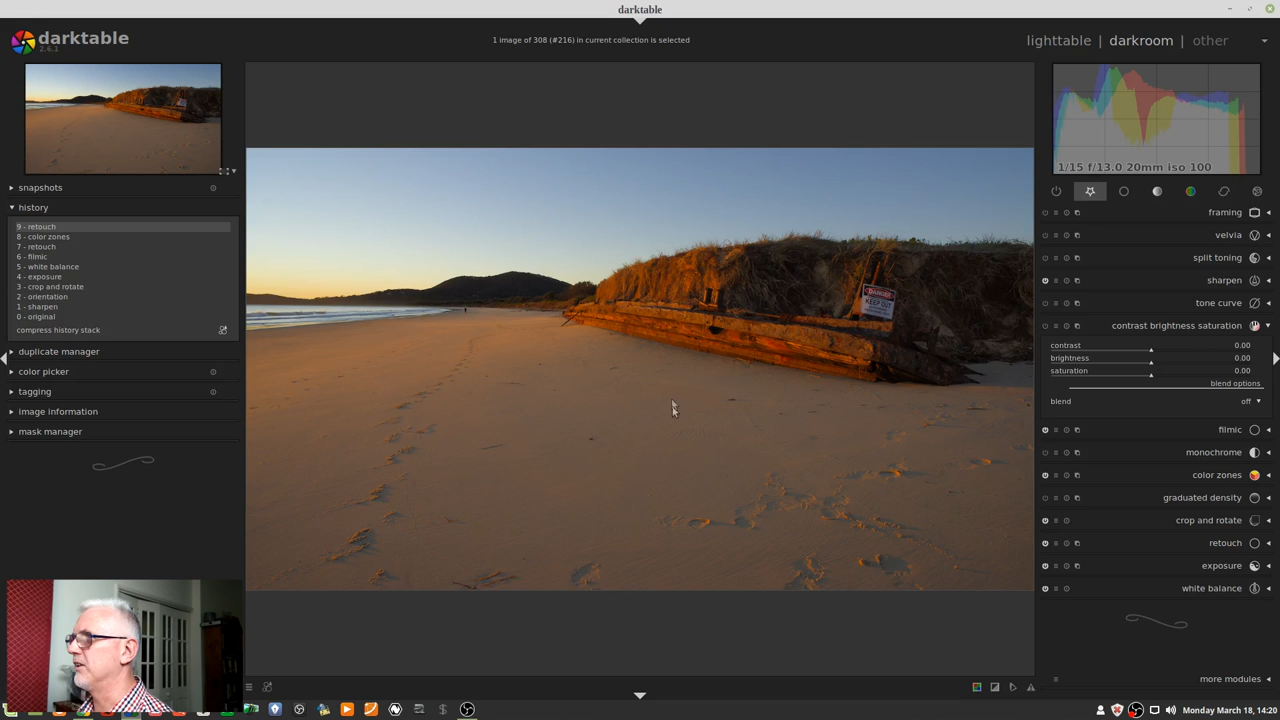 darktable
darktable
2.6.1
1 image of 308 (#216) in current collection is selected
lighttable | darkroom | other
1/15 f/13.0 20mm iso 100
snapshots
history
9 - retouch
8 - color zones
7 - retouch
6 - filmic
5 - white balance
4 - exposure
3 - crop and rotate
2 - orientation
1 - sharpen
0 - original
compress history stack
duplicate manager
color picker
tagging
image information
mask manager
DANGER
KEEP OUT
framing
velvia
split toning
sharpen
tone curve
contrast brightness saturation
contrast 0.00
brightness 0.00
saturation 0.00
blend options
blend off
filmic
monochrome
color zones
graduated density
crop and rotate
retouch
exposure
white balance
more modules
Monday March 18, 14:20